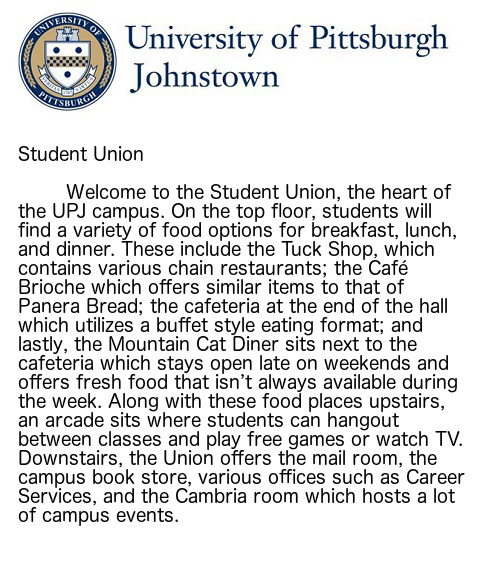 UNIVERSITY OF
PITTSBURGH
University of Pittsburgh
Johnstown
Student Union
Welcome to the Student Union, the heart of
the UPJ campus. On the top floor, students will
find a variety of food options for breakfast, lunch,
and dinner. These include the Tuck Shop, which
contains various chain restaurants; the Café
Brioche which offers similar items to that of
Panera Bread; the cafeteria at the end of the hall
which utilizes a buffet style eating format; and
lastly, the Mountain Cat Diner sits next to the
cafeteria which stays open late on weekends and
offers fresh food that isn’t always available during
the week. Along with these food places upstairs,
an arcade sits where students can hangout
between classes and play free games or watch TV.
Downstairs, the Union offers the mail room, the
campus book store, various offices such as Career
Services, and the Cambria room which hosts a lot
of campus events.